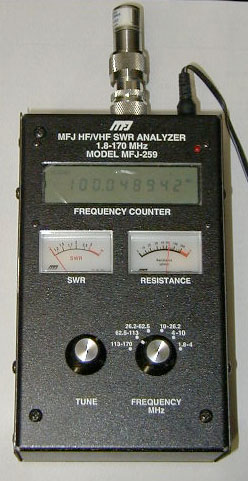 MFJ
MFJ HF/VHF SWR ANALYZER
1.8-170 MHz
MODEL MFJ-259
100.048942
FREQUENCY COUNTER
SWR
SWR
RESISTANCE
26.2-62.5
10-26.2
62.5-113
4-10
113-170
1.8-4
TUNE
FREQUENCY
MHz